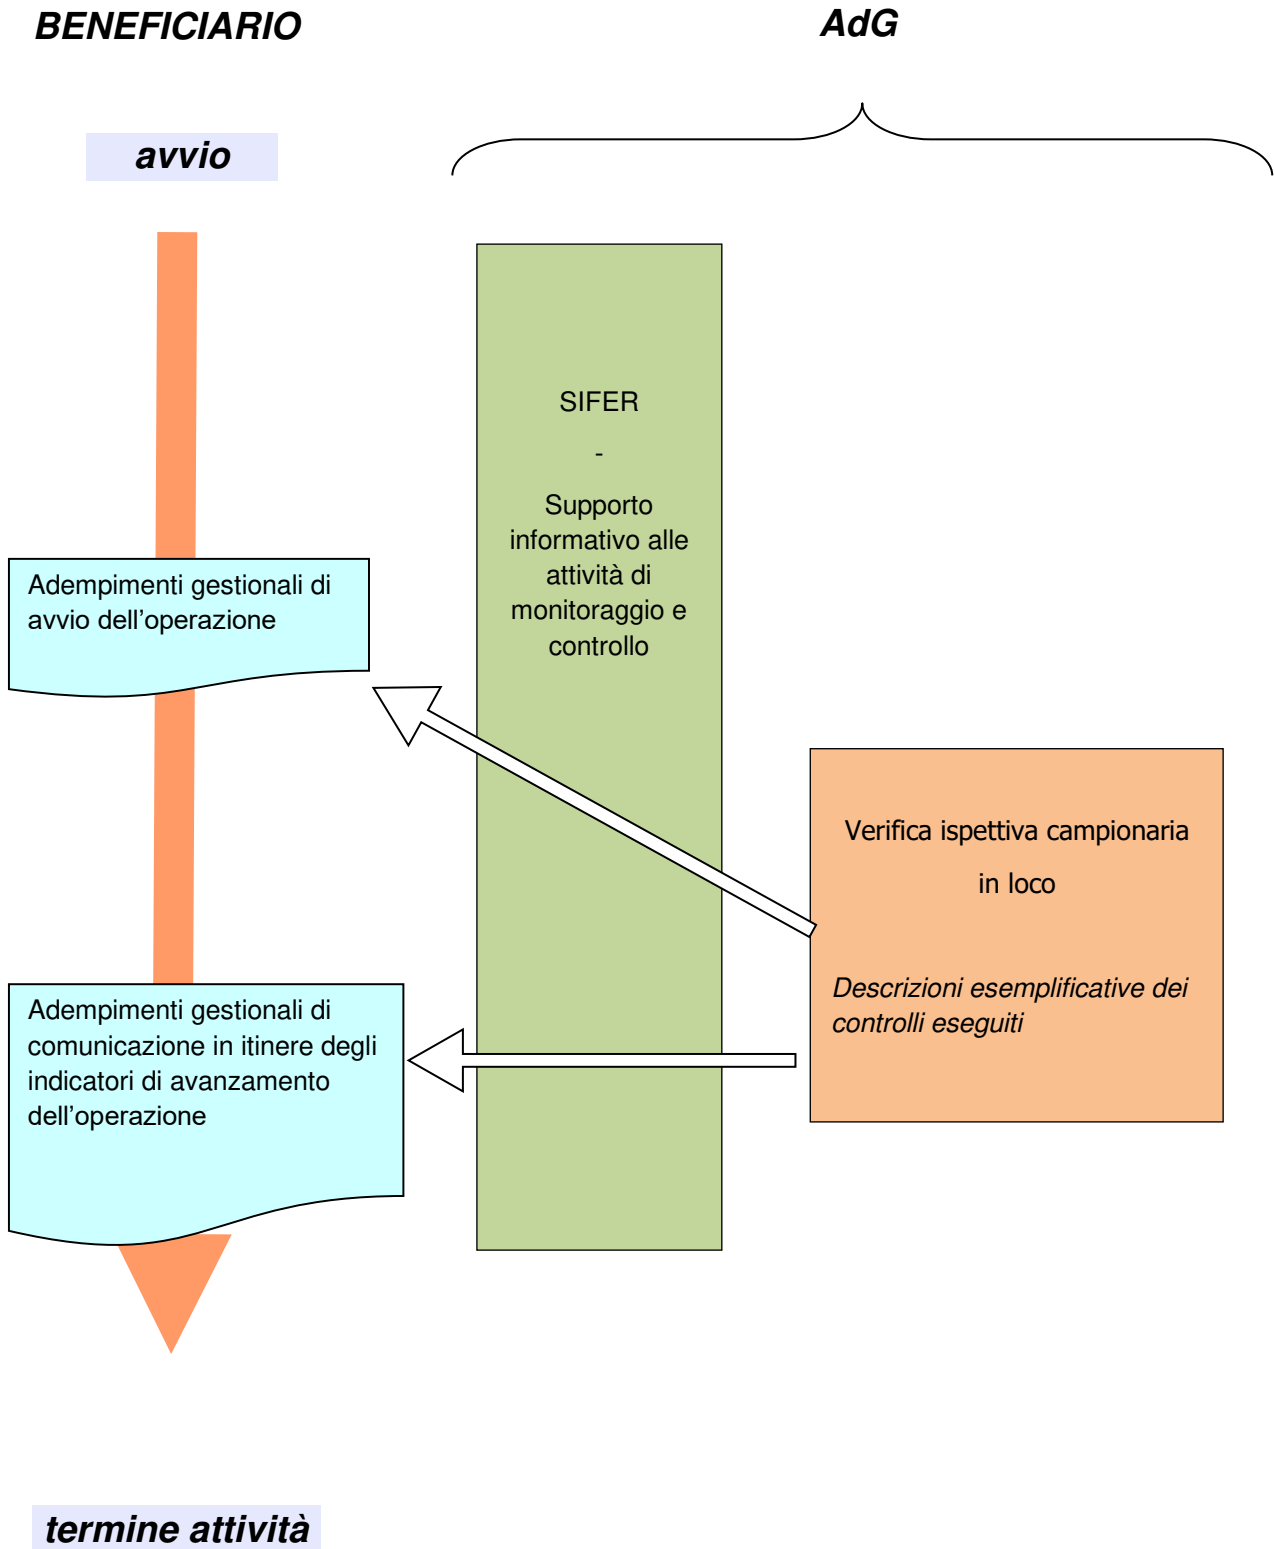 BENEFICIARIO
AdG
avvio
SIFER
-
Supporto
informativo alle
attività di
monitoraggio e
controllo
Adempimenti gestionali di
avvio dell’operazione
Verifica ispettiva campionaria
in loco
Descrizioni esemplificative dei
controlli eseguiti
Adempimenti gestionali di
comunicazione in itinere degli
indicatori di avanzamento
dell’operazione
termine attività